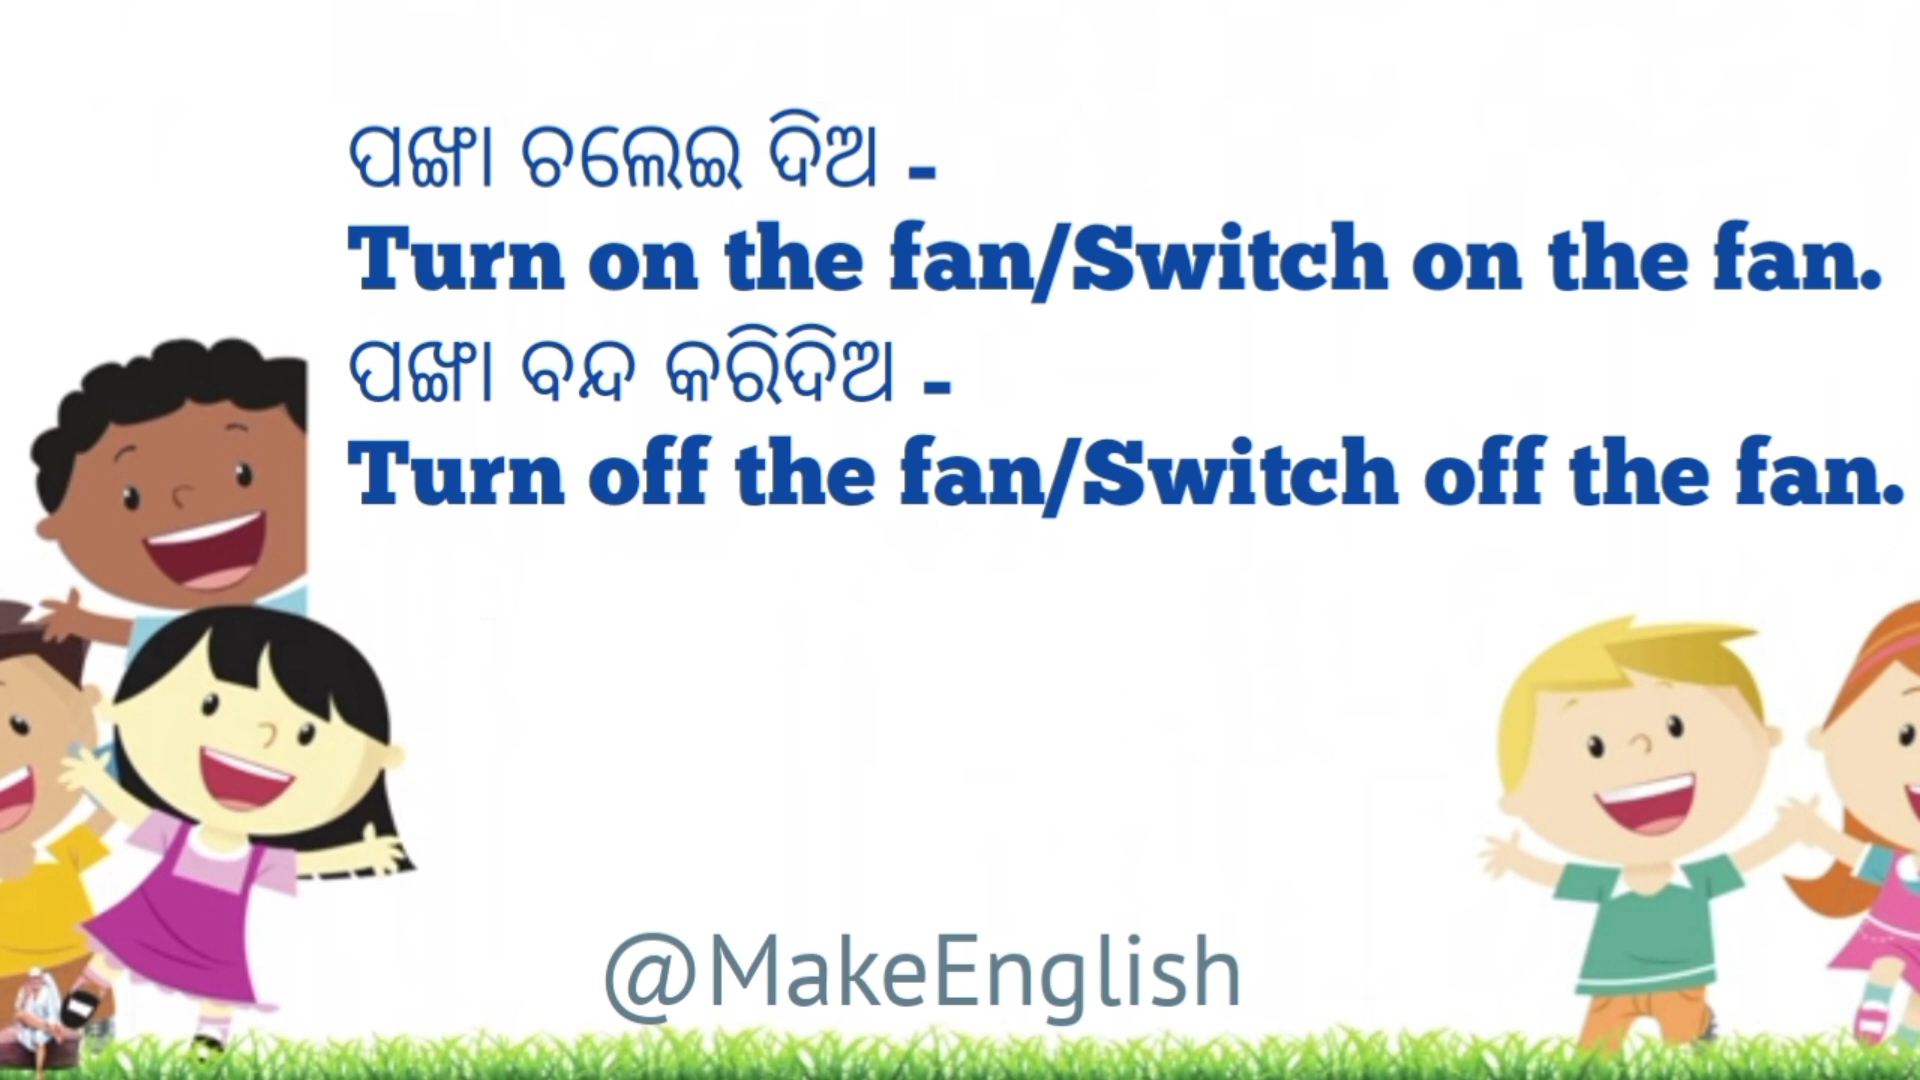 ପଙ୍ଖା ଚଲେଇ ଦିଅ -
Turn on the fan/Switch on the fan.
ପଙ୍ଖା ବନ୍ଦ କରିଦିଅ -
Turn off the fan/Switch off the fan.
@MakeEnglish